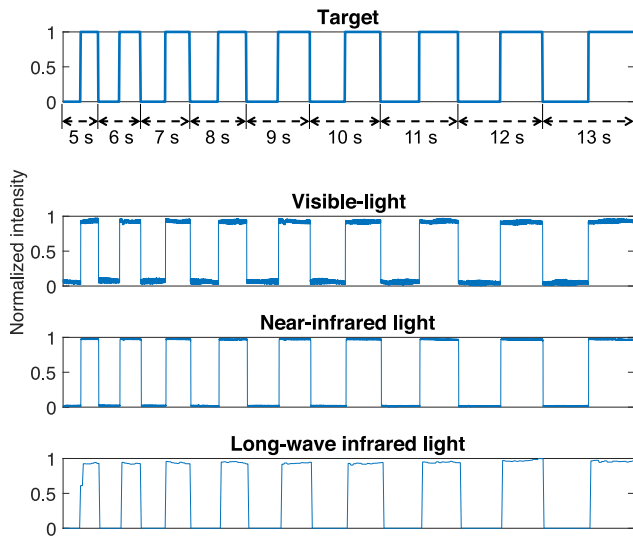 Target
1
0.5
0
5 s 6 s 7 s 8 s 9 s 10 s 11 s 12 s 13 s
Normalized intensity
Visible-light
1
0.5
0
Near-infrared light
1
0.5
0
Long-wave infrared light
1
0.5
0